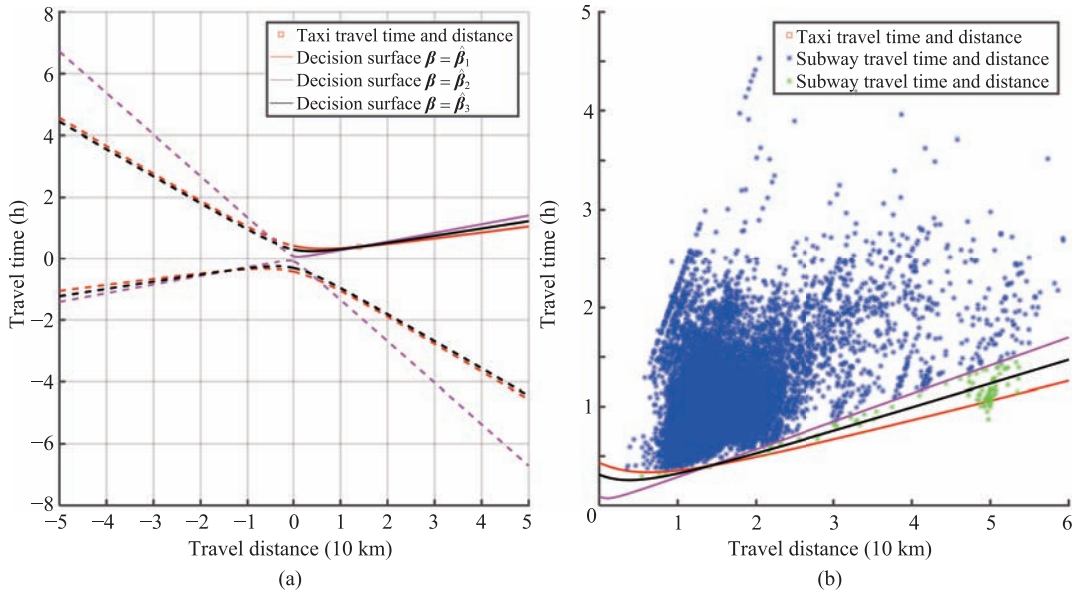 8
6
4
2
0
−2
−4
−6
8
−5 −4 −3 −2 −1 0 1 2 3 4 5
Travel time (h)
Travel distance (10 km)
Taxi travel time and distance
Decision surface β = β̂₁
Decision surface β = β̂₂
Decision surface β = β̂₃
(a)
5
4
3
2
1
0
1 2 3 4 5 6
Travel time (h)
Travel distance (10 km)
Taxi travel time and distance
Subway travel time and distance
Subway travel time and distance
(b)